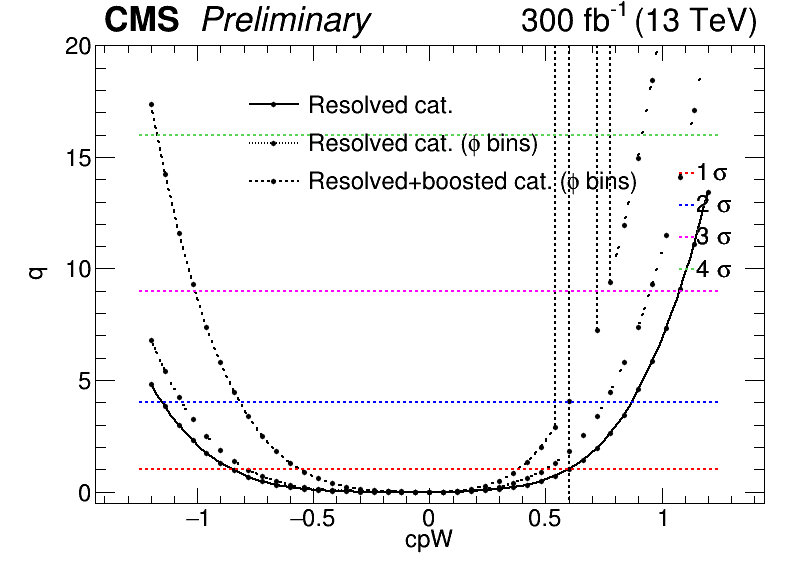 CMS Preliminary 300 fb⁻¹ (13 TeV)
20
15
10
5
0
q
Resolved cat.
Resolved cat. (ϕ bins)
Resolved+boosted cat. (ϕ bins)
1 σ
2 σ
3 σ
4 σ
−1 −0.5 0 0.5 1
cpW